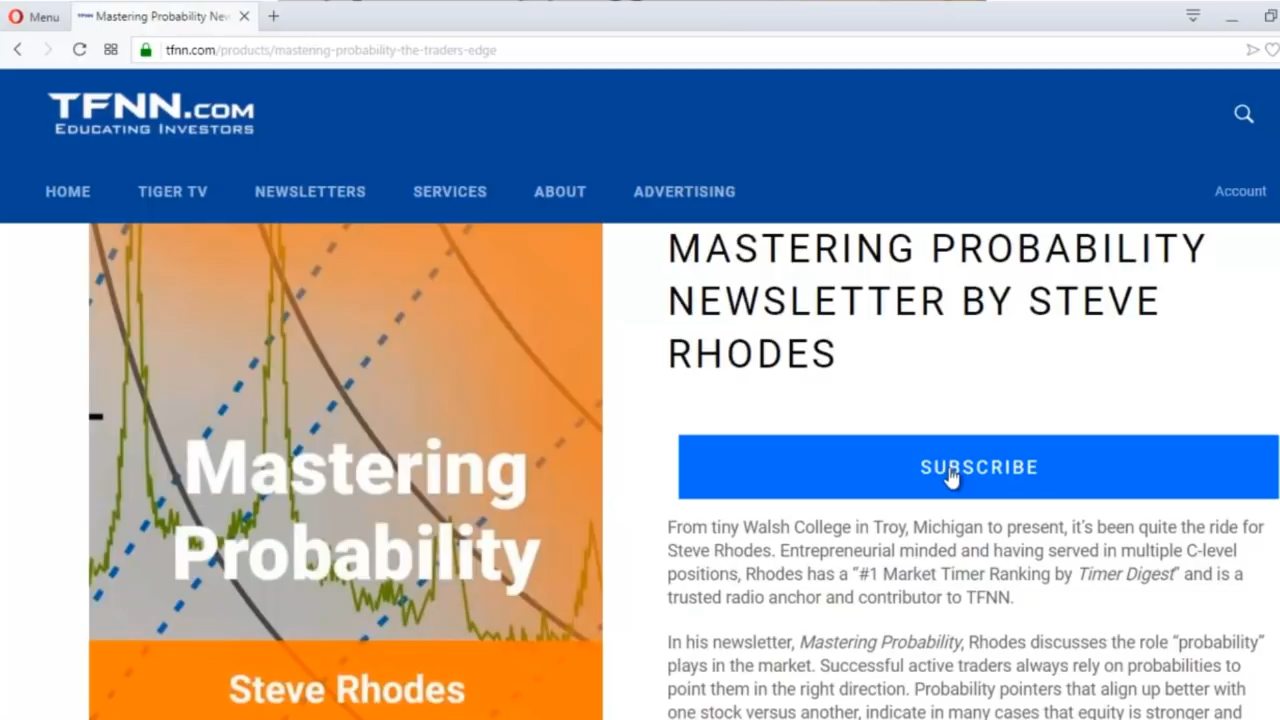 Menu
Mastering Probability New
tfnn.com/products/mastering-probability-the-traders-edge
TFNN.COM
EDUCATING INVESTORS
HOME TIGER TV NEWSLETTERS SERVICES ABOUT ADVERTISING Account
MASTERING PROBABILITY
NEWSLETTER BY STEVE
RHODES
Mastering
Probability
Steve Rhodes
SUBSCRIBE
From tiny Walsh College in Troy, Michigan to present, it's been quite the ride for
Steve Rhodes. Entrepreneurial minded and having served in multiple C-level
positions, Rhodes has a "#1 Market Timer Ranking by Timer Digest" and is a
trusted radio anchor and contributor to TFNN.
In his newsletter, Mastering Probability, Rhodes discusses the role "probability"
plays in the market. Successful active traders always rely on probabilities to
point them in the right direction. Probability pointers that align up better with
one stock versus another, indicate in many cases that equity is stronger and